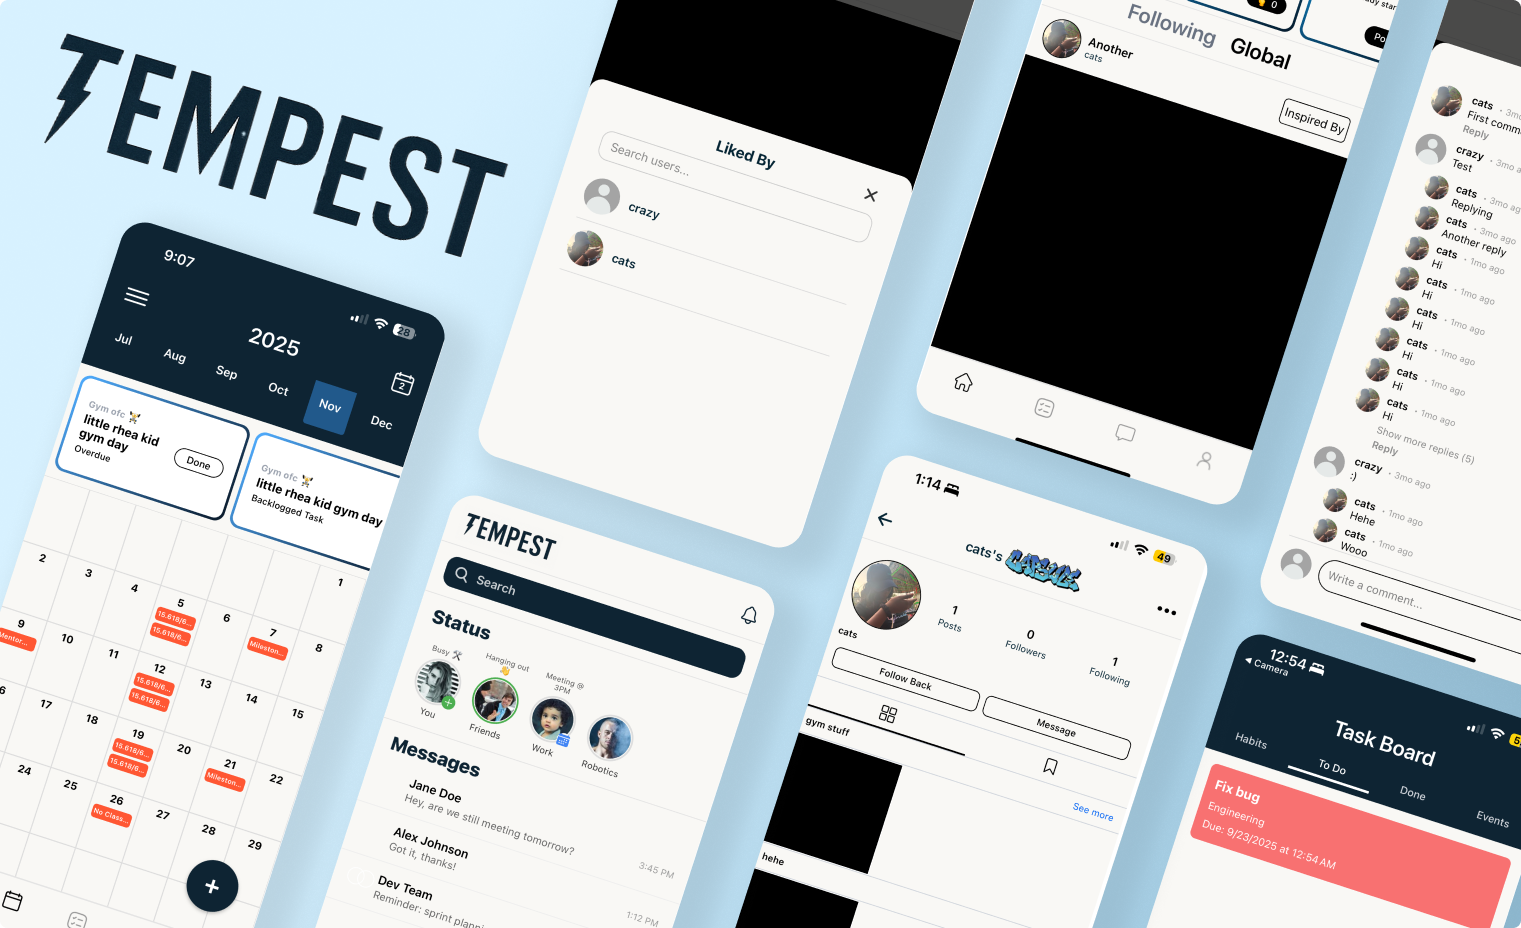 TEMPEST
9:07
28
2025
2
Jul
Aug
Sep
Oct
Nov
Dec
Gym ofc
little rhea kid
gym day
Overdue
Done
Gym ofc
little rhea kid gym day
Backlogged Task
1
2
3
4
5
6
7
8
15.618/6...
15.618/6...
Mileston...
9
10
11
12
13
14
15
Mentor...
15.618/6...
15.618/6...
6
17
18
19
20
21
22
15.618/6...
15.618/6...
Mileston...
24
25
26
27
28
29
No Class...
+
Liked By
Search users...
crazy
cats
TEMPEST
Search
Status
Busy
Hanging out
Meeting @
3PM
You
Friends
Work
Robotics
Messages
Jane Doe
Hey, are we still meeting tomorrow?
3:45 PM
Alex Johnson
Got it, thanks!
1:12 PM
Dev Team
Reminder: sprint planni
0
Following
Global
Another
cats
Inspired By
dy star
Po
1:14
49
cats's CAPSULE
1
Posts
0
Followers
1
Following
cats
Follow Back
Message
gym stuff
See more
hehe
cats • 3mo
First comm
Reply
crazy • 3mo a
Test
cats • 3mo ag
Replying
cats • 3mo ago
Another reply
cats • 1mo ago
Hi
cats • 1mo ago
Hi
cats • 1mo ago
Hi
cats • 1mo ago
Hi
cats • 1mo ago
Hi
cats • 1mo ago
Hi
Show more replies (5)
Reply
crazy • 3mo ago
:)
cats • 1mo ago
Hehe
cats • 1mo ago
Wooo
Write a comment...
12:54
Camera
5
Task Board
Habits
To Do
Done
Events
Fix bug
Engineering
Due: 9/23/2025 at 12:54 AM